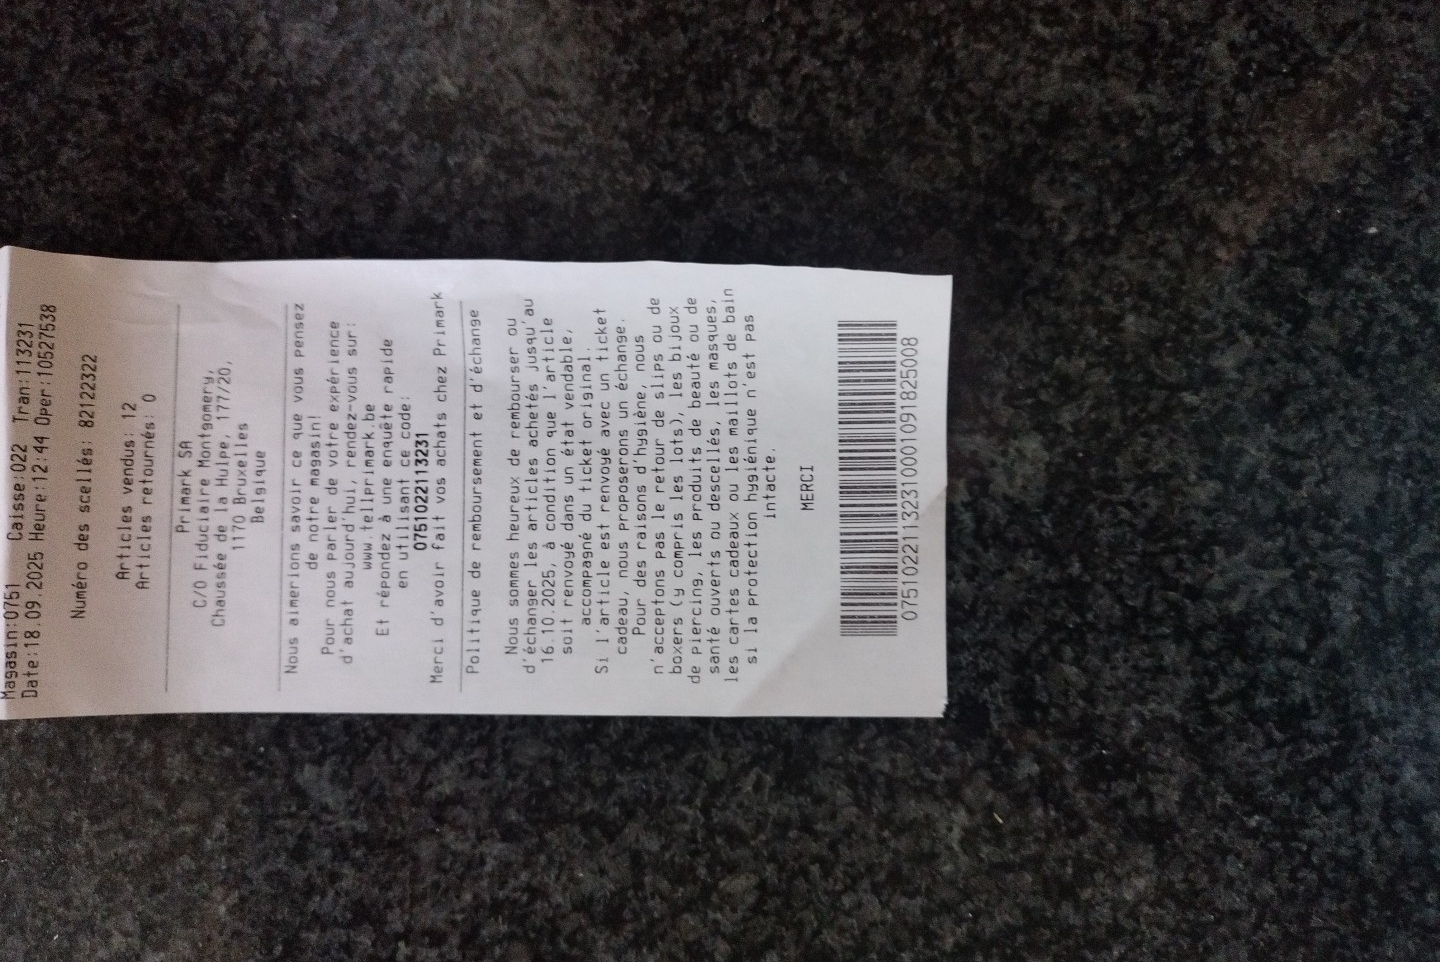 Magasin:0751 Caisse:022 Tran:113231
Date:18.09.2025 Heure:12:44 Oper:10527538
Numéro des scellés: 82122322
Articles vendus: 12
Articles retournés: 0
Primark SA
C/O Fiduciaire Montgomery,
Chaussée de la Hulpe, 177/20,
1170 Bruxelles
Belgique
Nous aimerions savoir ce que vous pensez
de notre magasin!
Pour nous parler de votre expérience
d'achat aujourd'hui, rendez-vous sur:
www.tellprimark.be
Et répondez à une enquête rapide
en utilisant ce code:
0751022113231
Merci d'avoir fait vos achats chez Primark
Politique de remboursement et d'échange
Nous sommes heureux de rembourser ou
d'échanger les articles achetés jusqu'au
16.10.2025, à condition que l'article
soit renvoyé dans un état vendable,
accompagné du ticket original.
Si l'article est renvoyé avec un ticket
cadeau, nous proposerons un échange.
Pour des raisons d'hygiène, nous
n'acceptons pas le retour de slips ou de
boxers (y compris les lots), les bijoux
de piercing, les produits de beauté ou de
santé ouverts ou descellés, les masques,
les cartes cadeaux ou les maillots de bain
si la protection hygiénique n'est pas
intacte.
MERCI
07510221132310001091825008